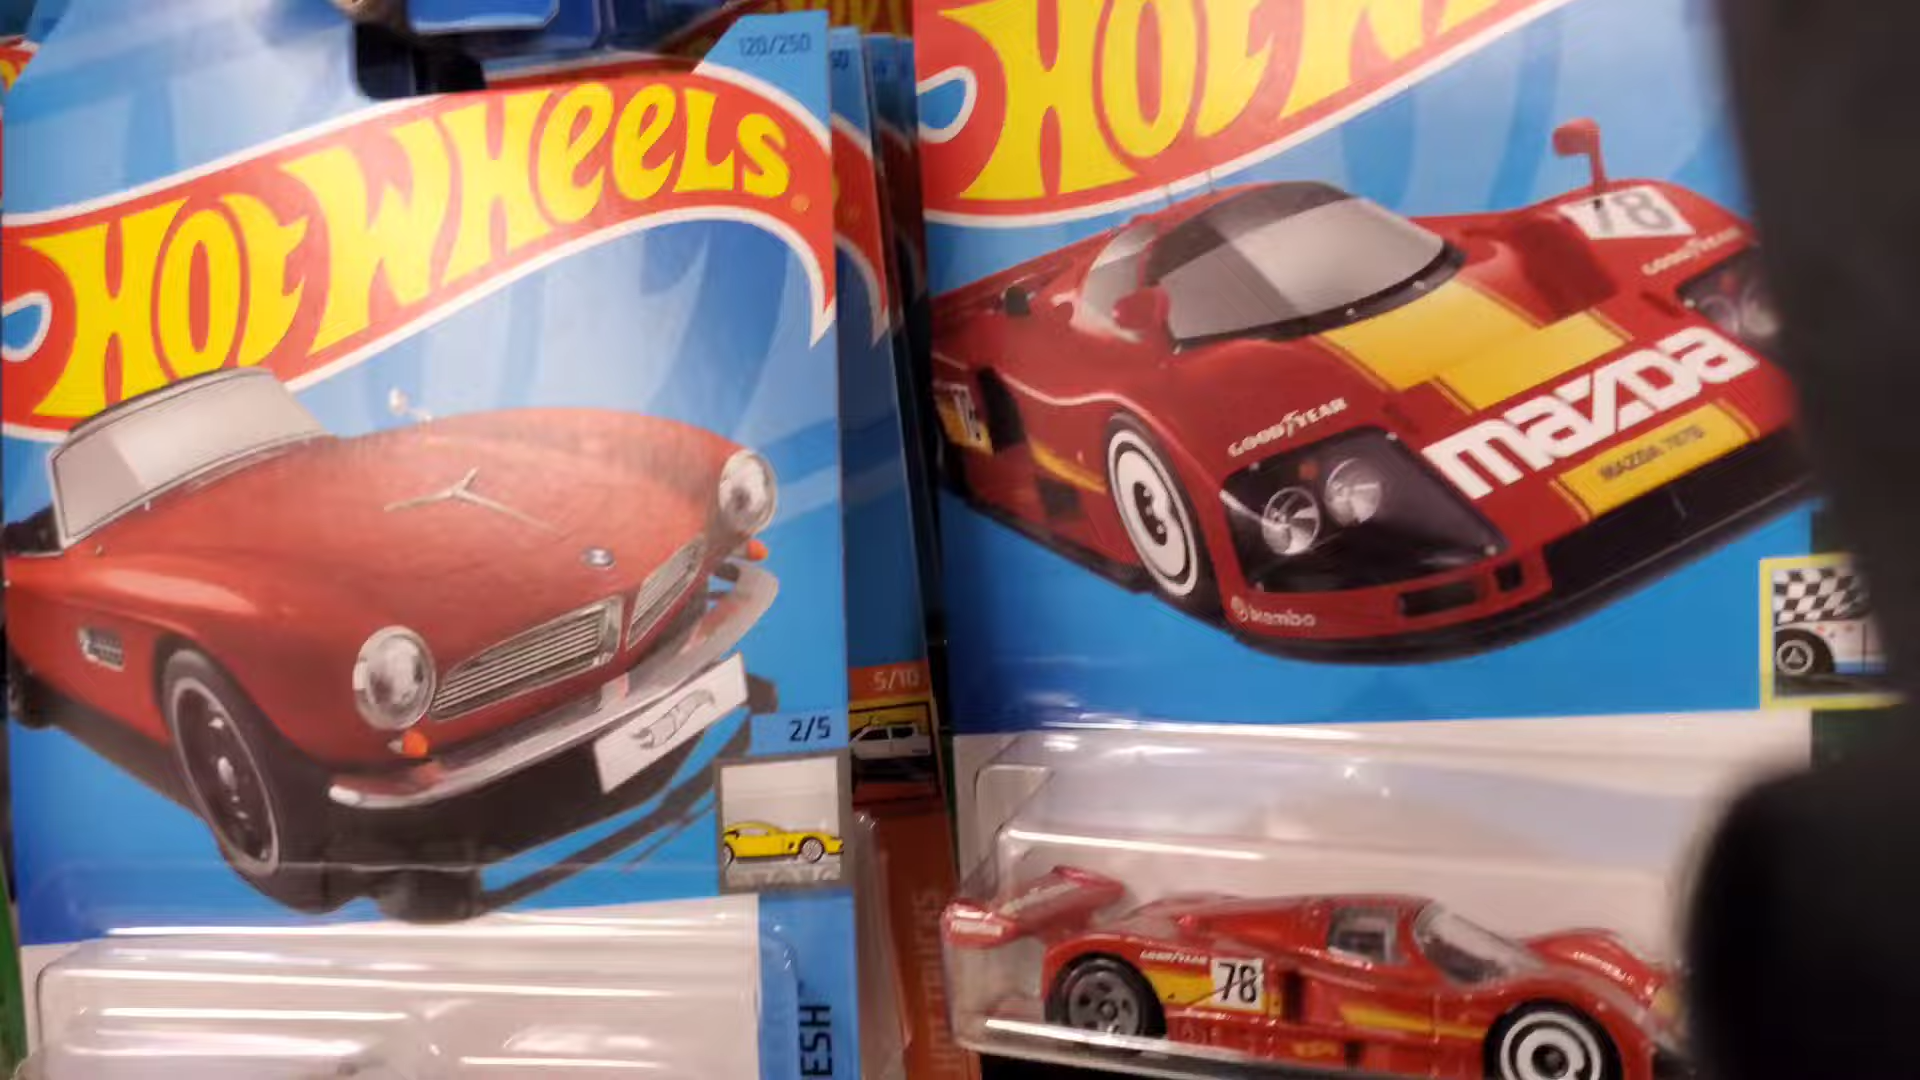 120/250
HOT WHEELS
2/5
ESH
5/10
HOT W
78
GOODYEAR
GOODYEAR
mazda
MAZDA 787B
brembo
GOODYEAR
78